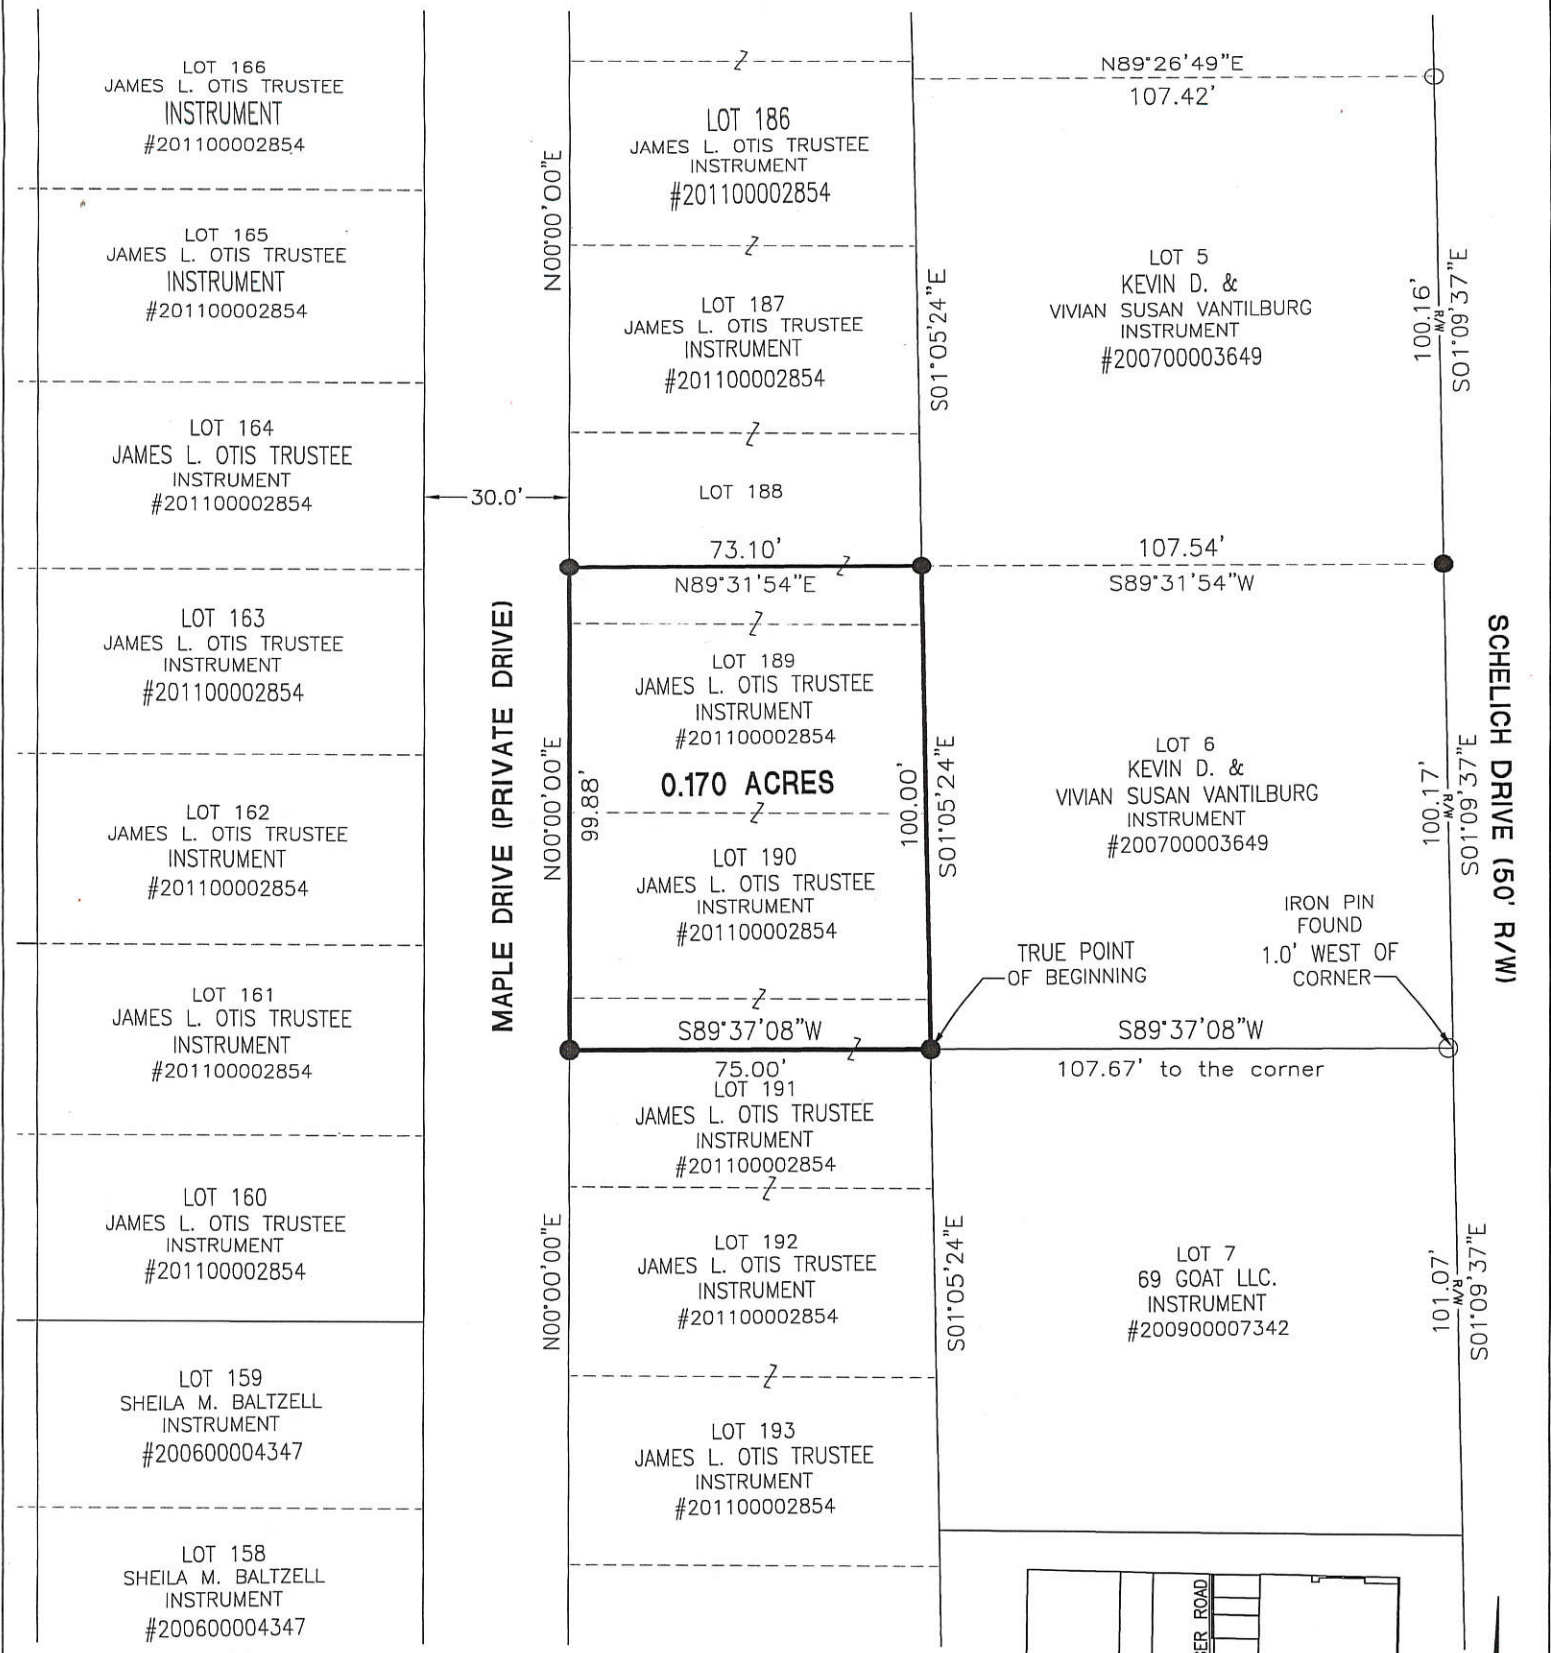 LOT 166
JAMES L. OTIS TRUSTEE
INSTRUMENT
#201100002854
LOT 165
JAMES L. OTIS TRUSTEE
INSTRUMENT
#201100002854
LOT 164
JAMES L. OTIS TRUSTEE
INSTRUMENT
#201100002854
LOT 163
JAMES L. OTIS TRUSTEE
INSTRUMENT
#201100002854
LOT 162
JAMES L. OTIS TRUSTEE
INSTRUMENT
#201100002854
LOT 161
JAMES L. OTIS TRUSTEE
INSTRUMENT
#201100002854
LOT 160
JAMES L. OTIS TRUSTEE
INSTRUMENT
#201100002854
LOT 159
SHEILA M. BALTZELL
INSTRUMENT
#200600004347
LOT 158
SHEILA M. BALTZELL
INSTRUMENT
#200600004347
30.0'
MAPLE DRIVE (PRIVATE DRIVE)
N00°00'00"E
N00°00'00"E
N00°00'00"E
LOT 186
JAMES L. OTIS TRUSTEE
INSTRUMENT
#201100002854
LOT 187
JAMES L. OTIS TRUSTEE
INSTRUMENT
#201100002854
LOT 188
73.10'
N89°31'54"E
LOT 189
JAMES L. OTIS TRUSTEE
INSTRUMENT
#201100002854
0.170 ACRES
99.88'
100.00'
LOT 190
JAMES L. OTIS TRUSTEE
INSTRUMENT
#201100002854
S89°37'08"W
75.00'
LOT 191
JAMES L. OTIS TRUSTEE
INSTRUMENT
#201100002854
LOT 192
JAMES L. OTIS TRUSTEE
INSTRUMENT
#201100002854
LOT 193
JAMES L. OTIS TRUSTEE
INSTRUMENT
#201100002854
S01°05'24"E
S01°05'24"E
S01°05'24"E
N89°26'49"E
107.42'
LOT 5
KEVIN D. &
VIVIAN SUSAN VANTILBURG
INSTRUMENT
#200700003649
100.16'
R/W
S01°09'37"E
107.54'
S89°31'54"W
LOT 6
KEVIN D. &
VIVIAN SUSAN VANTILBURG
INSTRUMENT
#200700003649
100.17'
R/W
S01°09'37"E
SCHELICH DRIVE (50' R/W)
TRUE POINT
OF BEGINNING
IRON PIN
FOUND
1.0' WEST OF
CORNER
S89°37'08"W
107.67' to the corner
LOT 7
69 GOAT LLC.
INSTRUMENT
#200900007342
101.07'
R/W
S01°09'37"E
ROAD